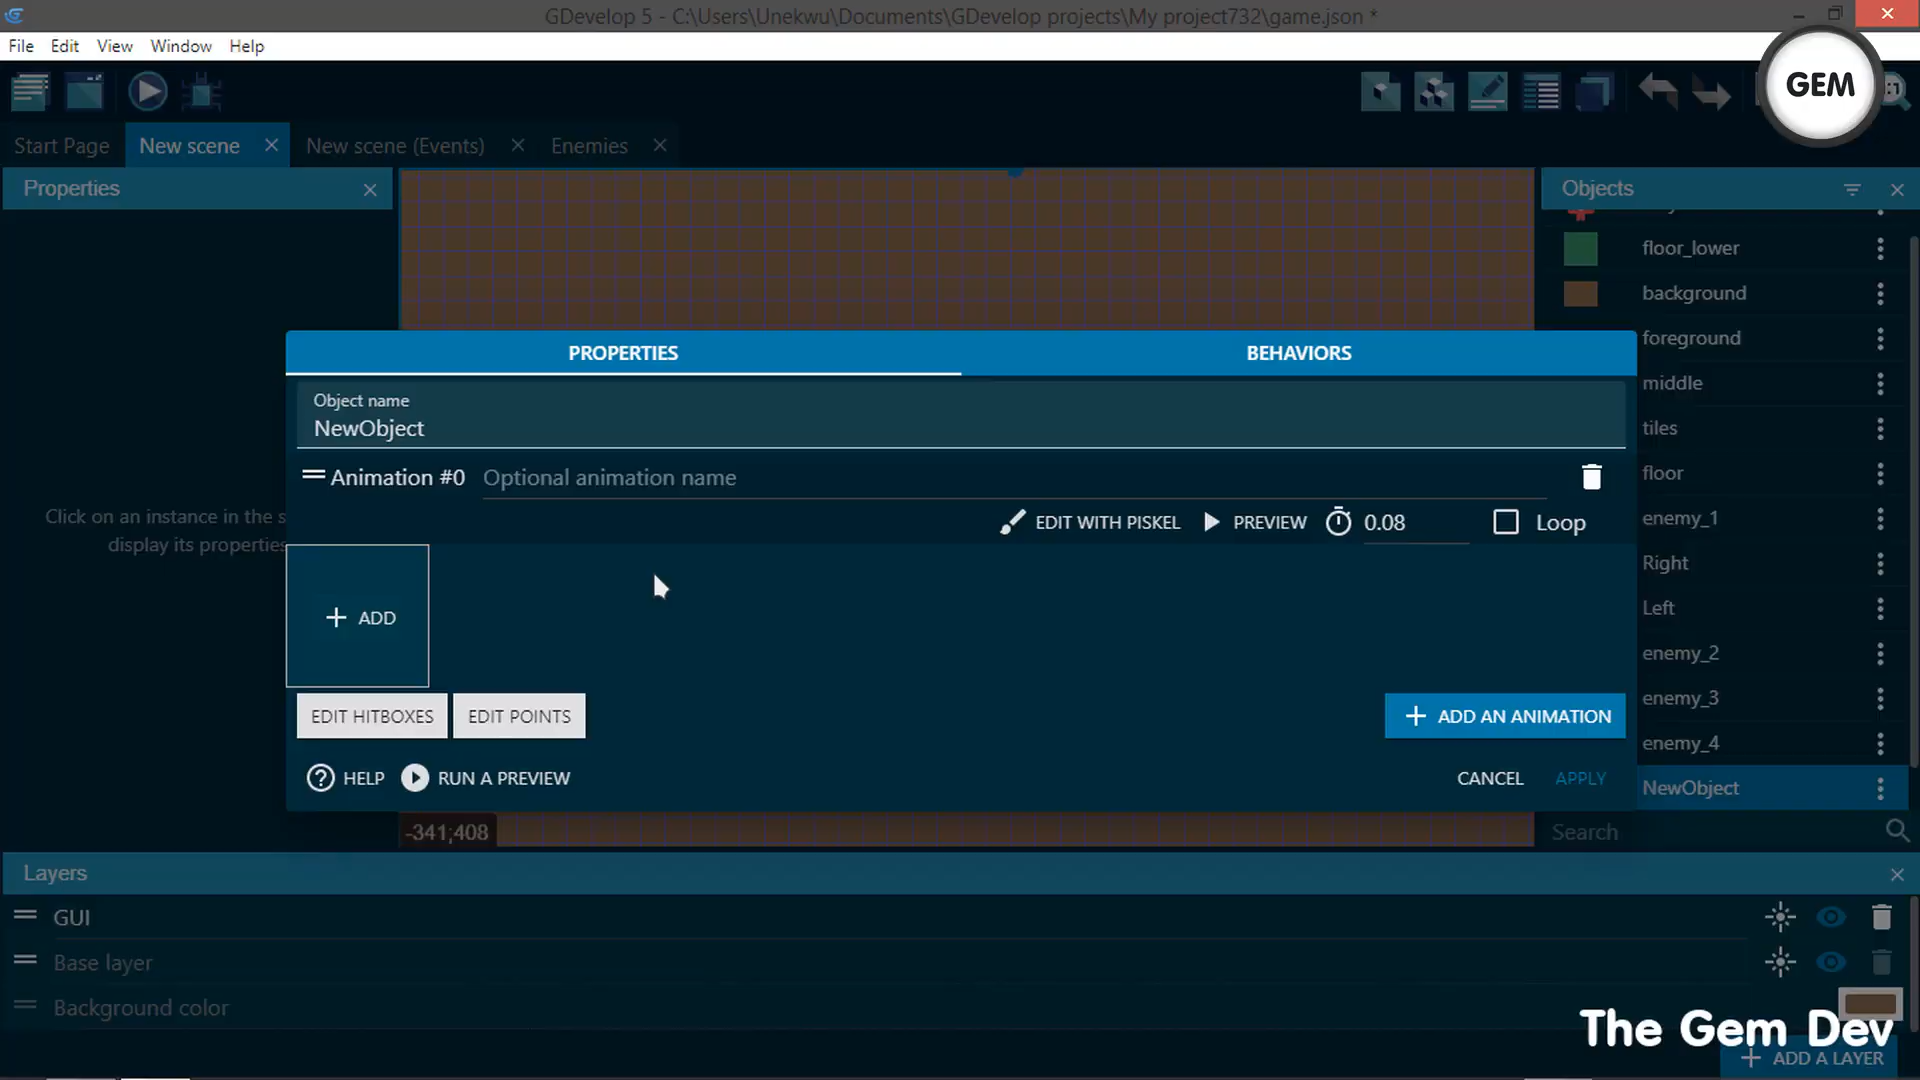 GDevelop 5 - C:\Users\Unekwu\Documents\GDevelop projects\My project732\game.json *
File Edit View Window Help
GEM
Start Page New scene New scene (Events) Enemies
Properties
Objects
floor_lower
background
PROPERTIES BEHAVIORS
foreground
Object name
NewObject
middle
tiles
Animation #0 Optional animation name
floor
EDIT WITH PISKEL PREVIEW 0.08 Loop
enemy_1
Click on an instance in the s
display its properties
Right
+ ADD
Left
enemy_2
enemy_3
EDIT HITBOXES EDIT POINTS + ADD AN ANIMATION
enemy_4
HELP RUN A PREVIEW CANCEL APPLY
NewObject
-341;408
Search
Layers
GUI
Base layer
Background color
The Gem Dev
+ ADD A LAYER